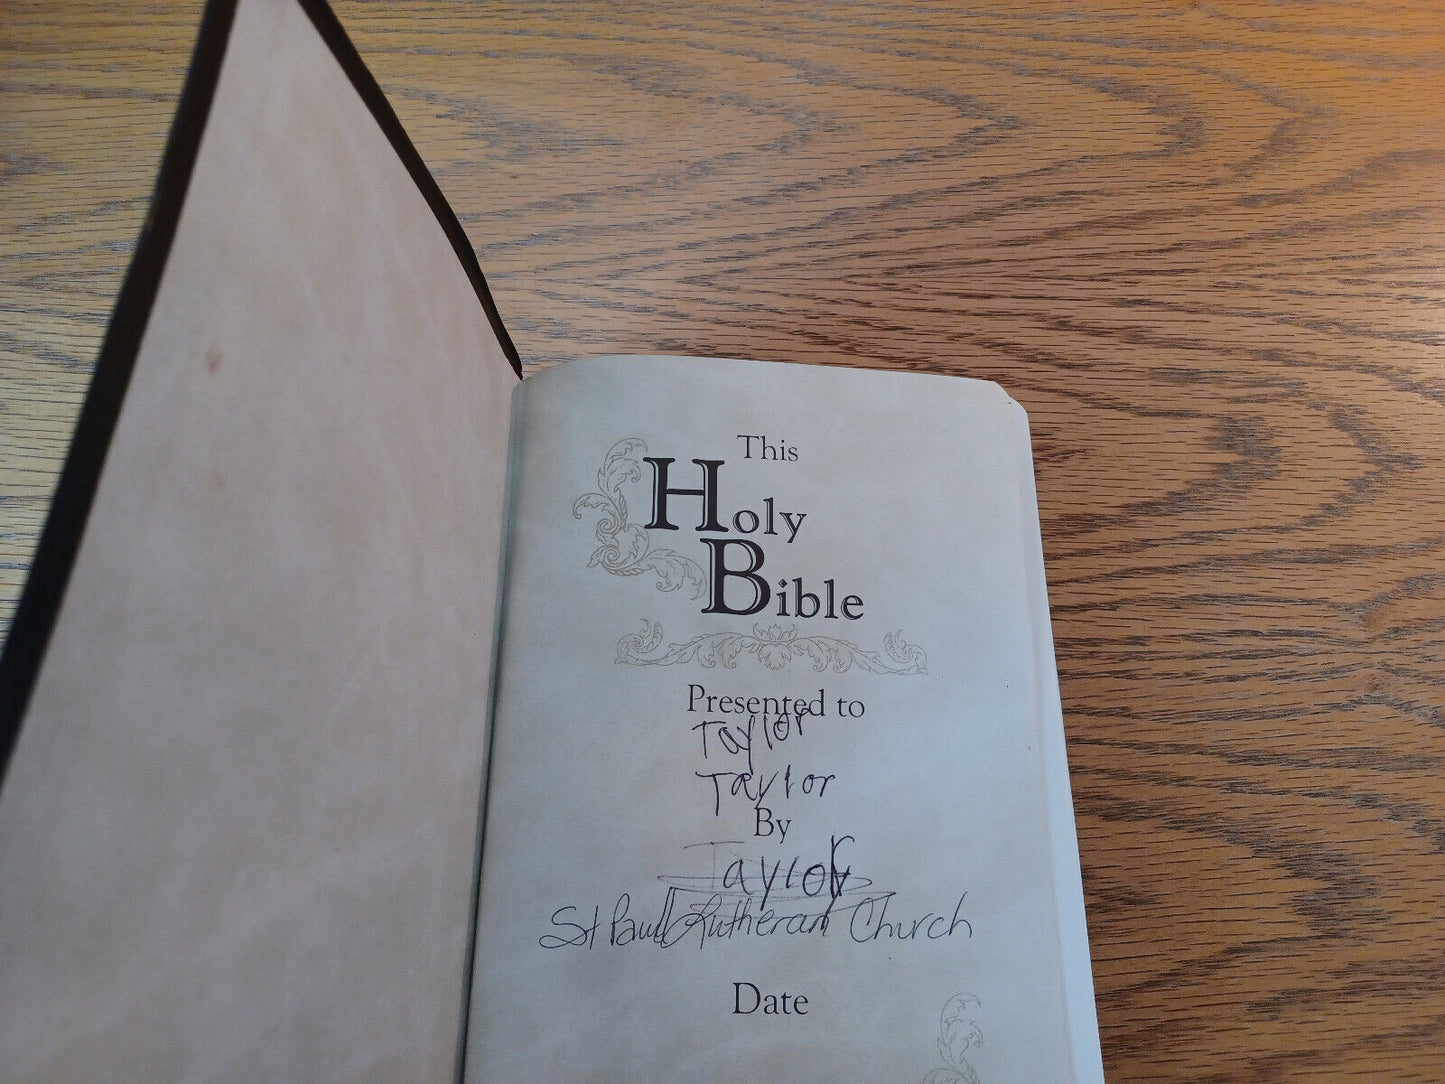 This
Holy
Bible
Presented to
Taylor
Taylor
By
Taylor
St Paul Lutheran Church
Date